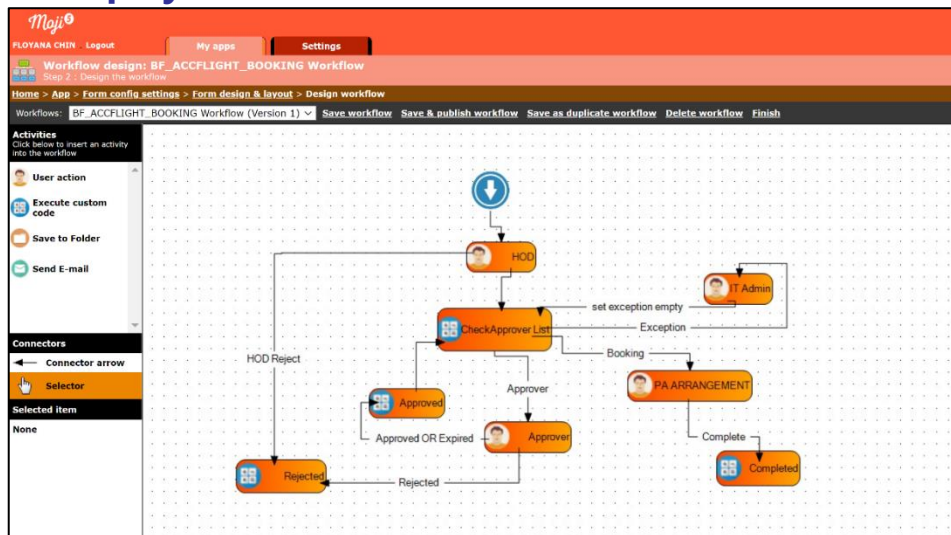 Moji
FLOYANA CHIN . Logout
My apps
Settings
Workflow design: BF_ACCFLIGHT_BOOKING Workflow
Step 2 : Design the workflow
Home > App > Form config settings > Form design & layout > Design workflow
Workflows: BF_ACCFLIGHT_BOOKING Workflow (Version 1) Save workflow Save & publish workflow Save as duplicate workflow Delete workflow Finish
Activities
Click below to insert an activity
into the workflow
User action
Execute custom
code
Save to Folder
Send E-mail
Connectors
Connector arrow
Selector
Selected item
None
HOD
IT Admin
set exception empty
CheckApprover List
Exception
HOD Reject
Booking
PA ARRANGEMENT
Approver
Approved
Approved OR Expired
Approver
Complete
Rejected
Rejected
Completed